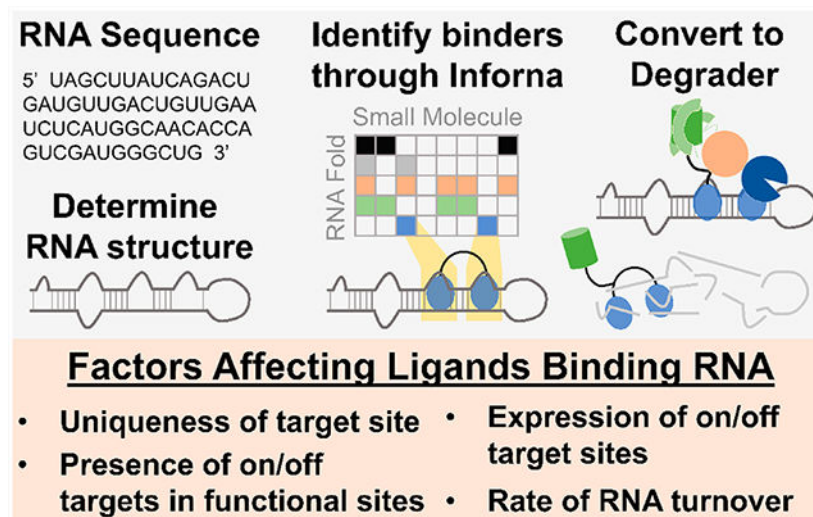 RNA Sequence
5' UAGCUUAUCAGACU
GAUGUUGACUGUUGAA
UCUCAUGGCAACACCA
GUCGAUGGGCUG 3'
Determine
RNA structure
Identify binders
through Inforna
Small Molecule
RNA Fold
Convert to
Degrader
Factors Affecting Ligands Binding RNA
• Uniqueness of target site
• Presence of on/off
targets in functional sites
• Expression of on/off
target sites
• Rate of RNA turnover